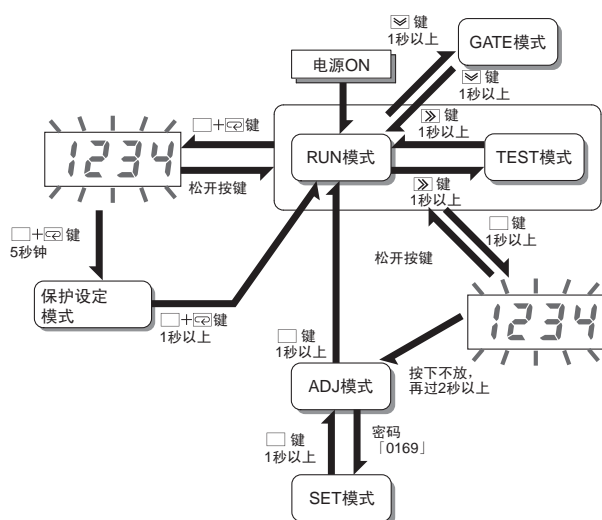 键
1秒以上
GATE模式
键
1秒以上
电源ON
+键
1234
松开按键
RUN模式
键
1秒以上
TEST模式
键
1秒以上
+键
5秒钟
保护设定
模式
+键
1秒以上
松开按键
键
1秒以上
1234
键
1秒以上
按下不放，
再过2秒以上
ADJ模式
键
1秒以上
密码
「0169」
SET模式